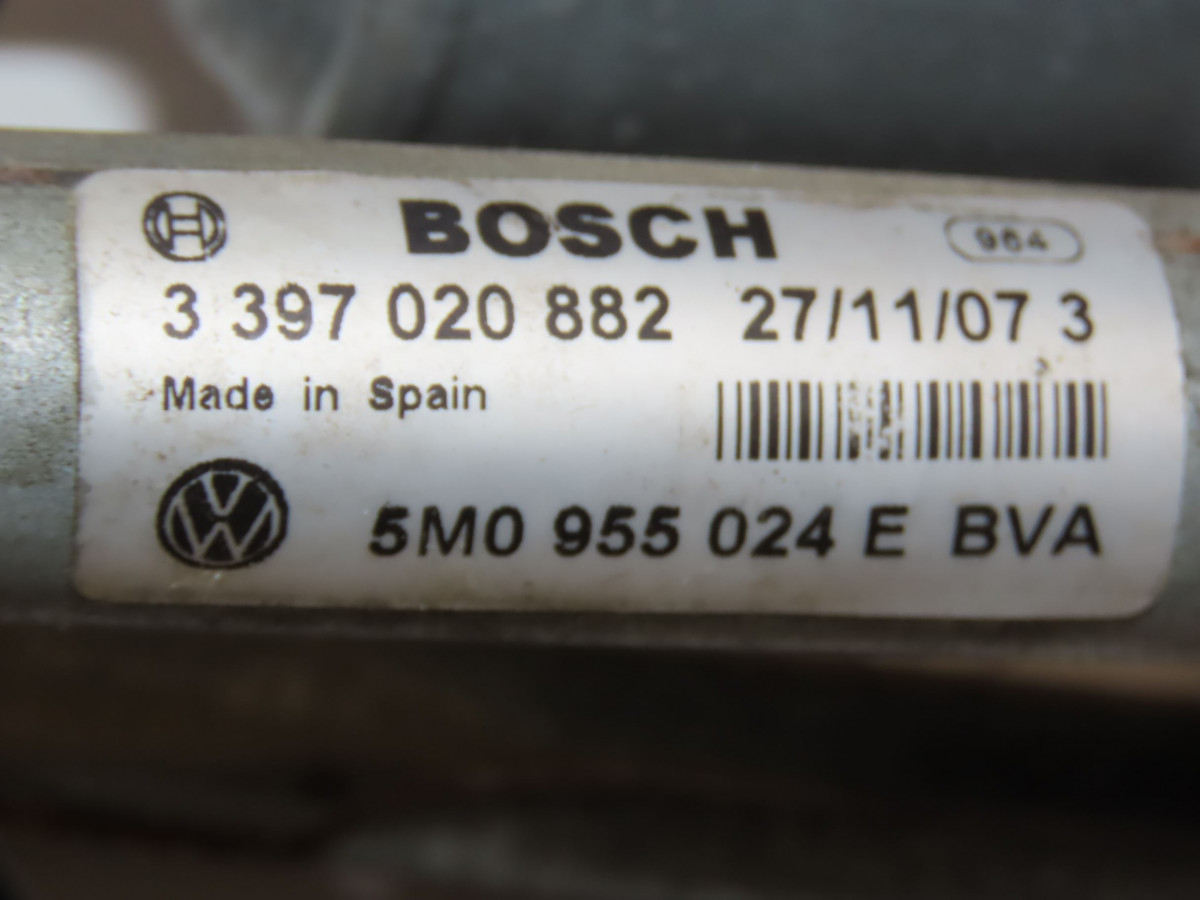 BOSCH 964
3 397 020 882 27/11/07 3
Made in Spain
5M0 955 024 E BVA